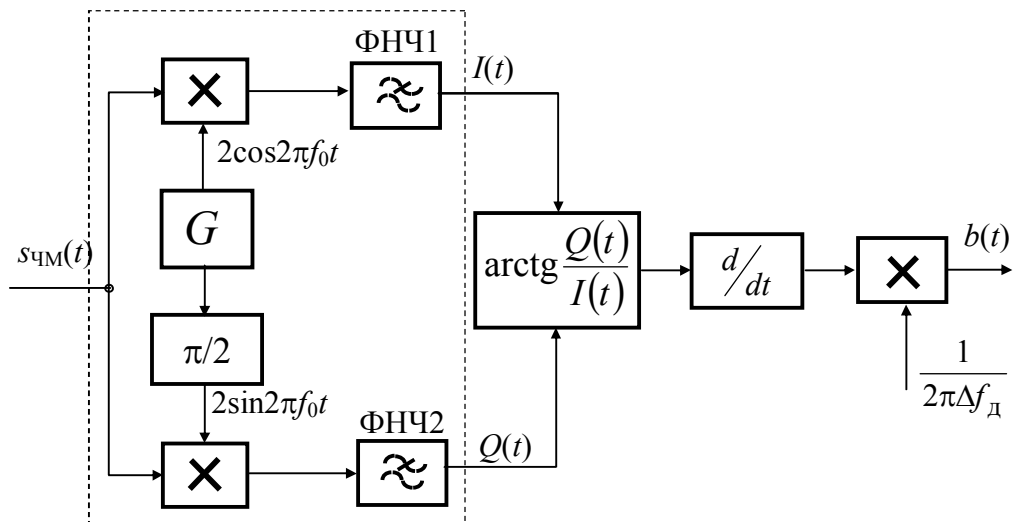 ФНЧ1
I(t)
×
2cos2πf₀t
G
sЧМ(t)
π/2
2sin2πf₀t
ФНЧ2
×
Q(t)
arctg Q(t)/I(t)
d/dt
×
b(t)
1/2πΔfд